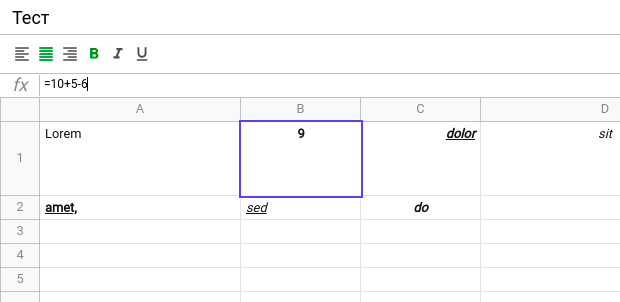 Тест
B I U
fx =10+5-6
A B C D
1 Lorem 9 dolor sit
2 amet, sed do
3
4
5